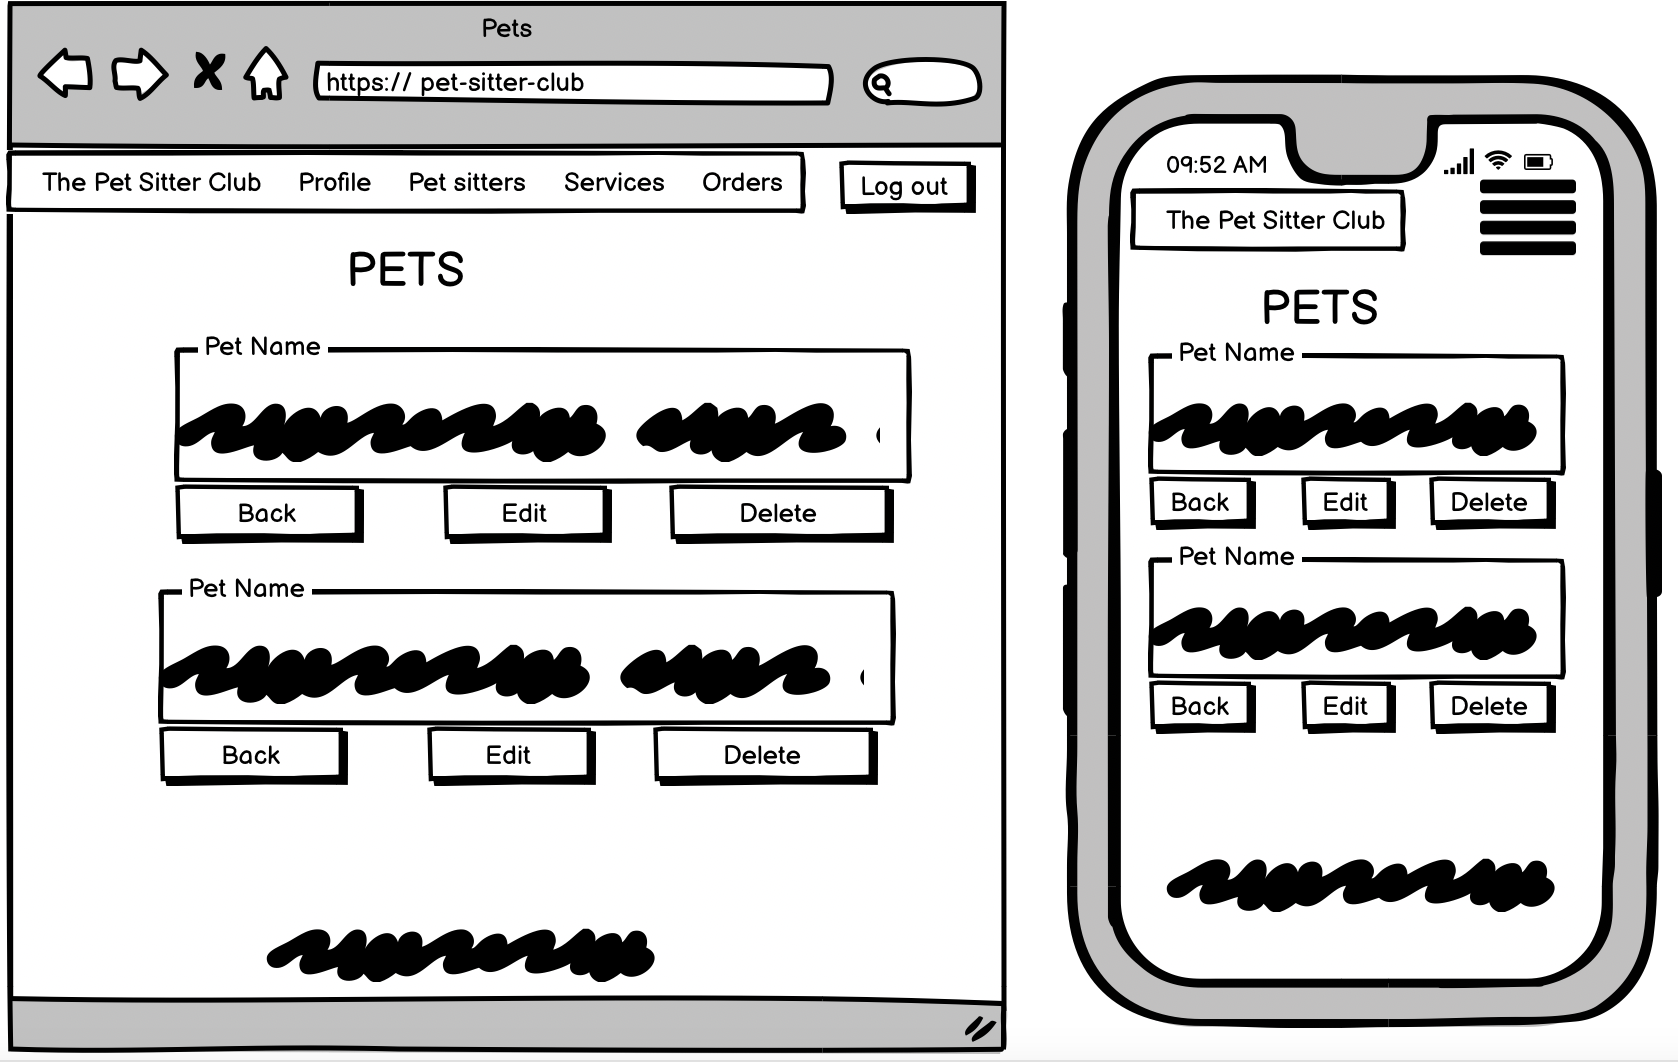 Pets
https:// pet-sitter-club
The Pet Sitter Club Profile Pet sitters Services Orders Log out
PETS
Pet Name
Back Edit Delete
Pet Name
Back Edit Delete
09:52 AM
The Pet Sitter Club
PETS
Pet Name
Back Edit Delete
Pet Name
Back Edit Delete